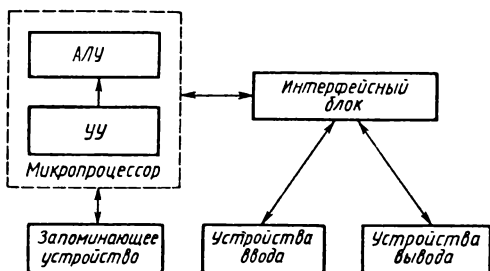 АЛУ
УУ
Микропроцессор
Интерфейсный
блок
Запоминающее
устройство
Устройства
ввода
Устройства
вывода